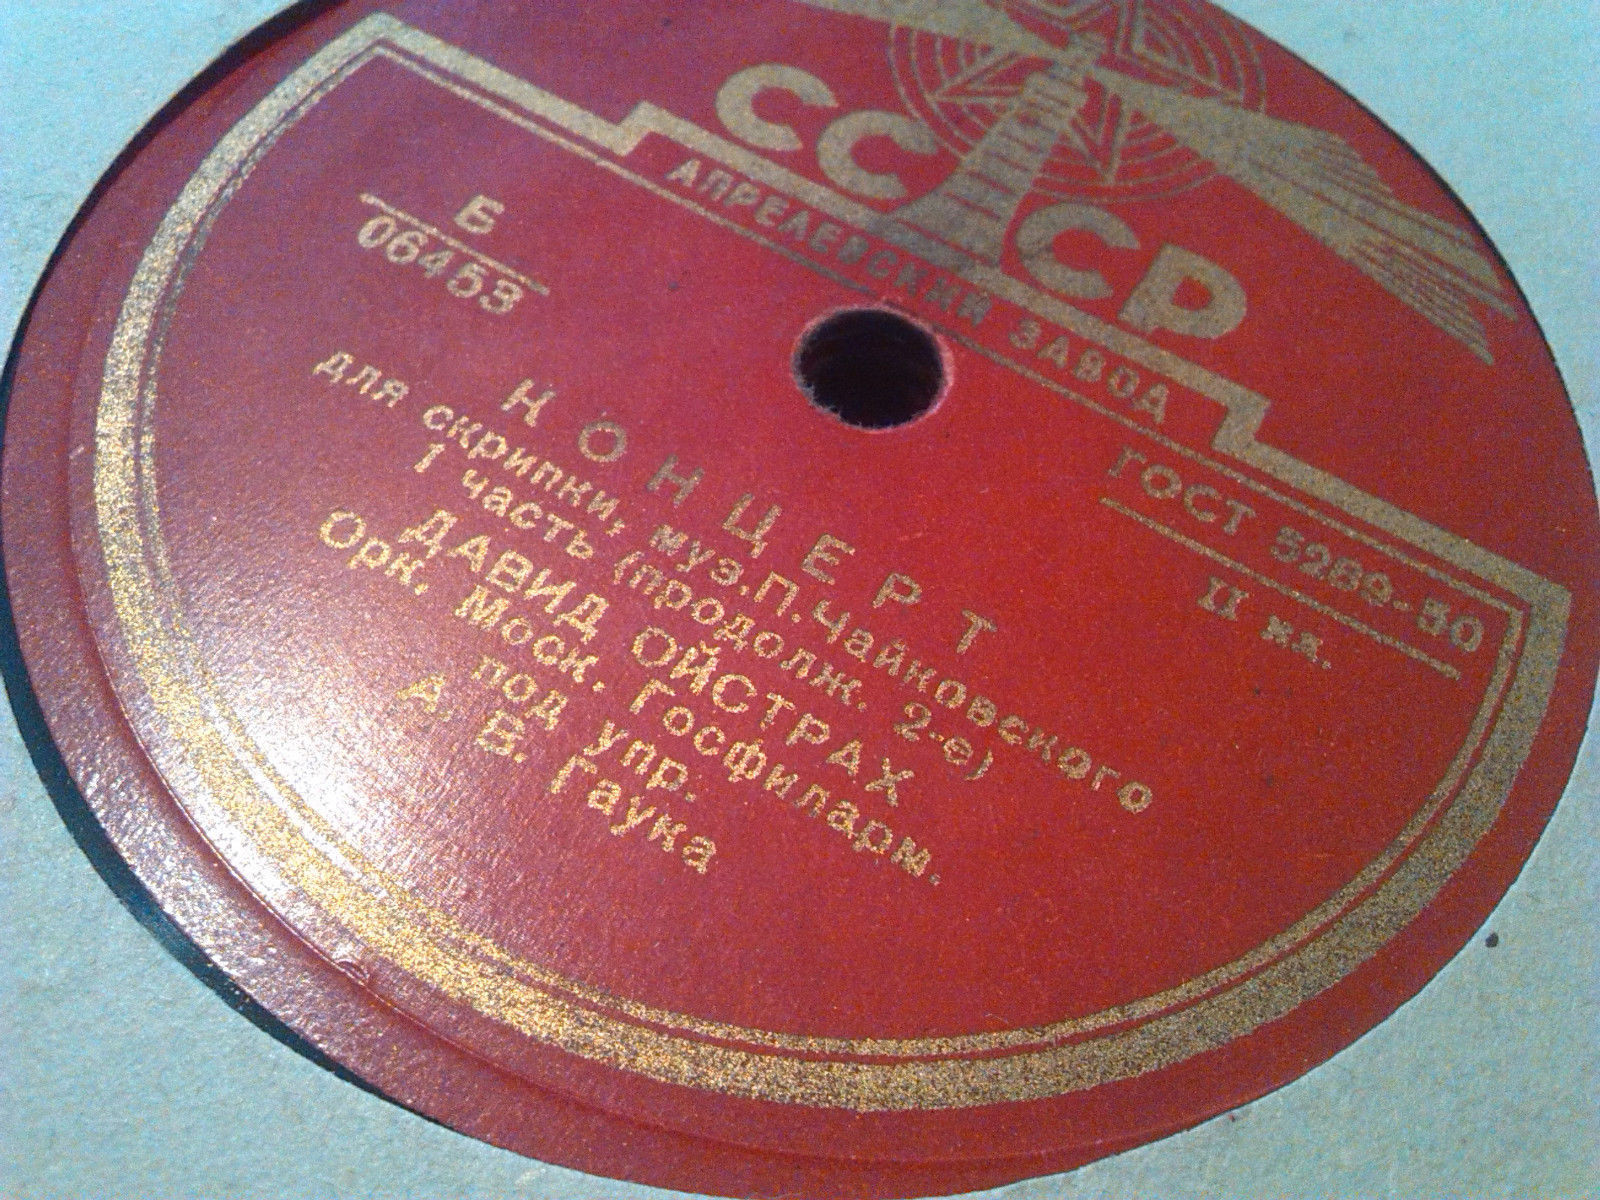 СССР
АПРЕЛЕВСКИЙ ЗАВОД
ГОСТ 5289-50
II кл.
Б
06453
КОНЦЕРТ
для скрипки, муз. П. Чайковского
1 часть (продолж. 2-е)
ДАВИД ОЙСТРАХ
Орк. Моск. Госфиларм.
под упр.
А. В. Гаука